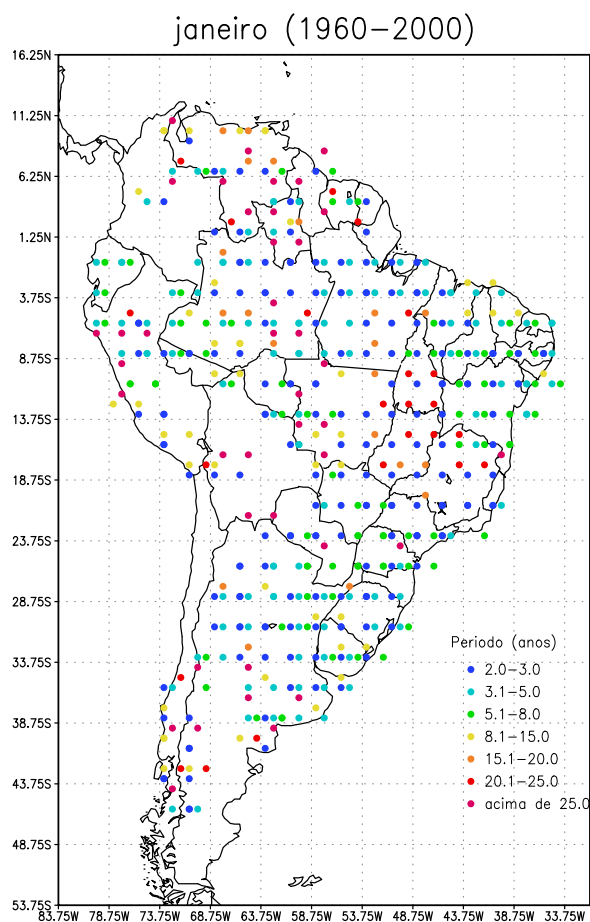 janeiro (1960−2000)
16.25N
11.25N
6.25N
1.25N
3.75S
8.75S
13.75S
18.75S
23.75S
28.75S
33.75S
38.75S
43.75S
48.75S
53.75S
Periodo (anos)
2.0−3.0
3.1−5.0
5.1−8.0
8.1−15.0
15.1−20.0
20.1−25.0
acima de 25.0
83.75W 78.75W 73.75W 68.75W 63.75W 58.75W 53.75W 48.75W 43.75W 38.75W 33.75W